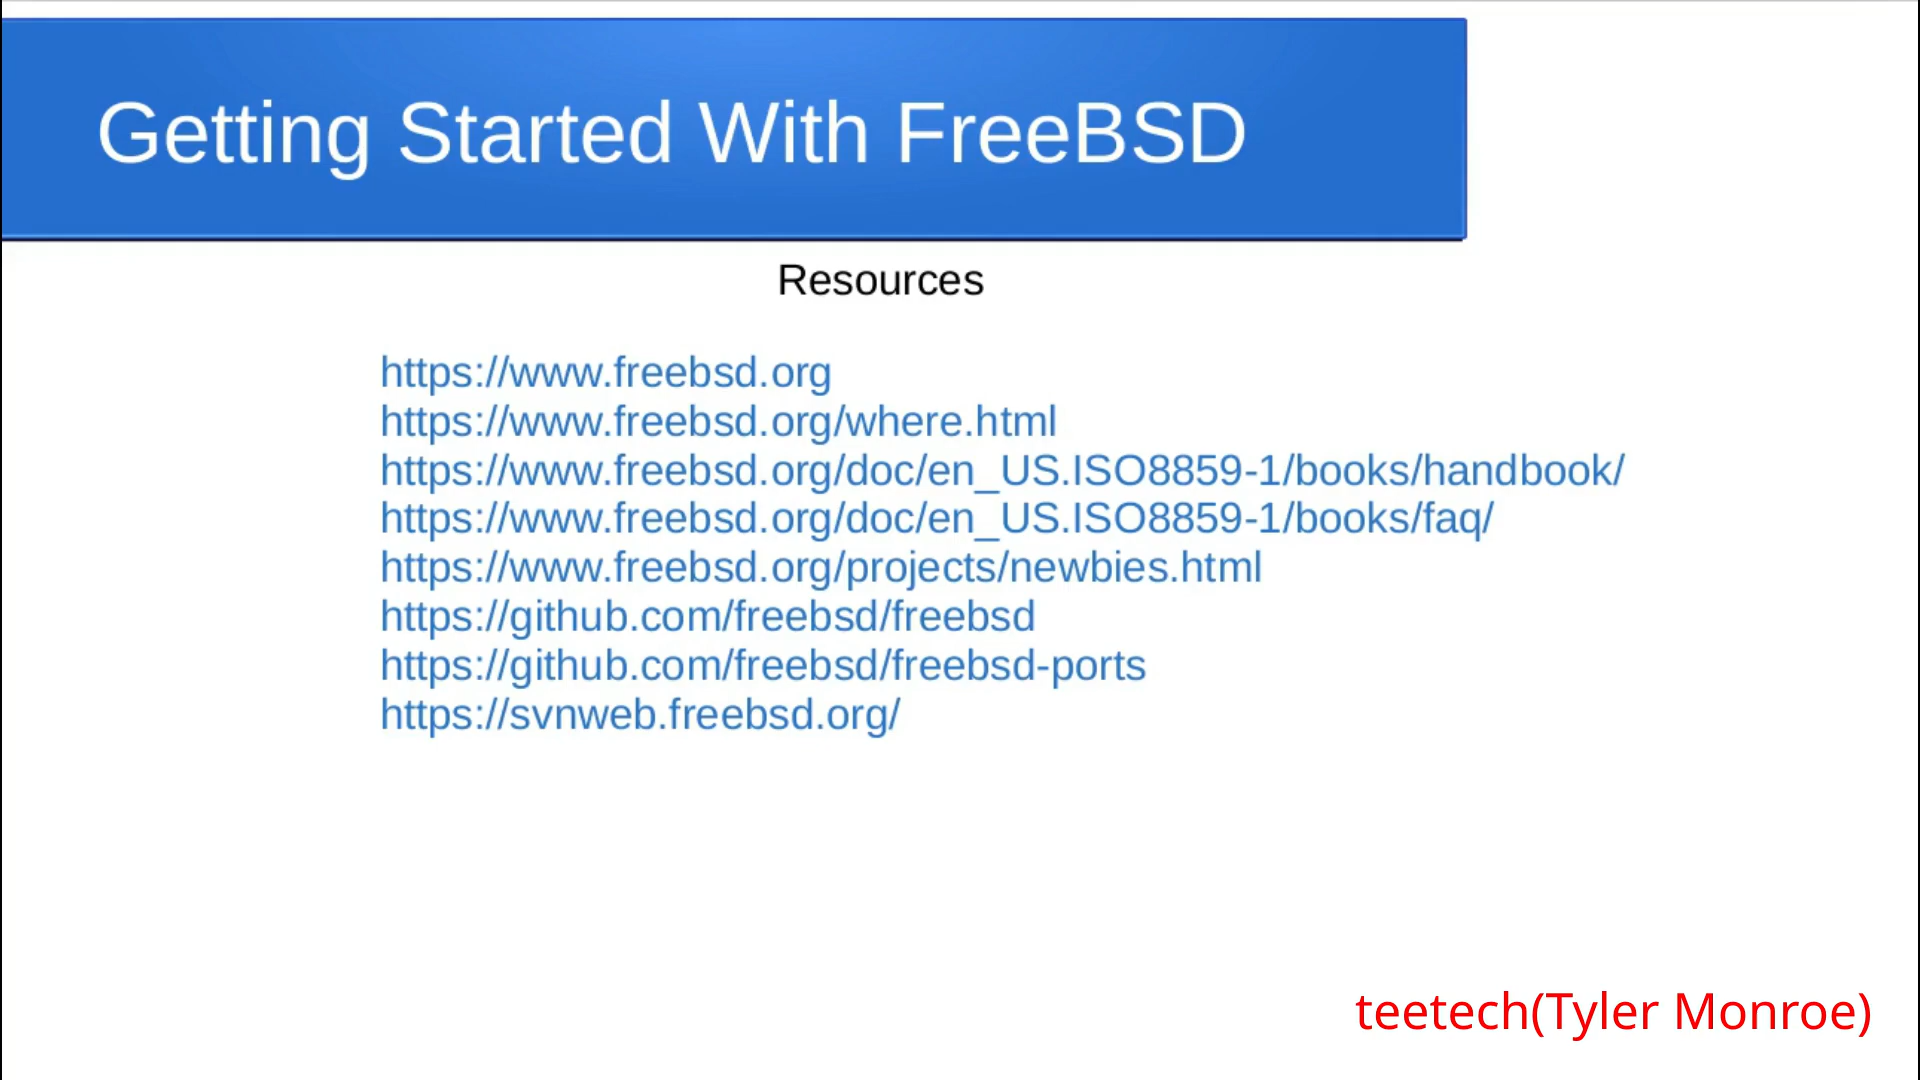 Getting Started With FreeBSD
Resources
https://www.freebsd.org
https://www.freebsd.org/where.html
https://www.freebsd.org/doc/en_US.ISO8859-1/books/handbook/
https://www.freebsd.org/doc/en_US.ISO8859-1/books/faq/
https://www.freebsd.org/projects/newbies.html
https://github.com/freebsd/freebsd
https://github.com/freebsd/freebsd-ports
https://svnweb.freebsd.org/
teetech(Tyler Monroe)